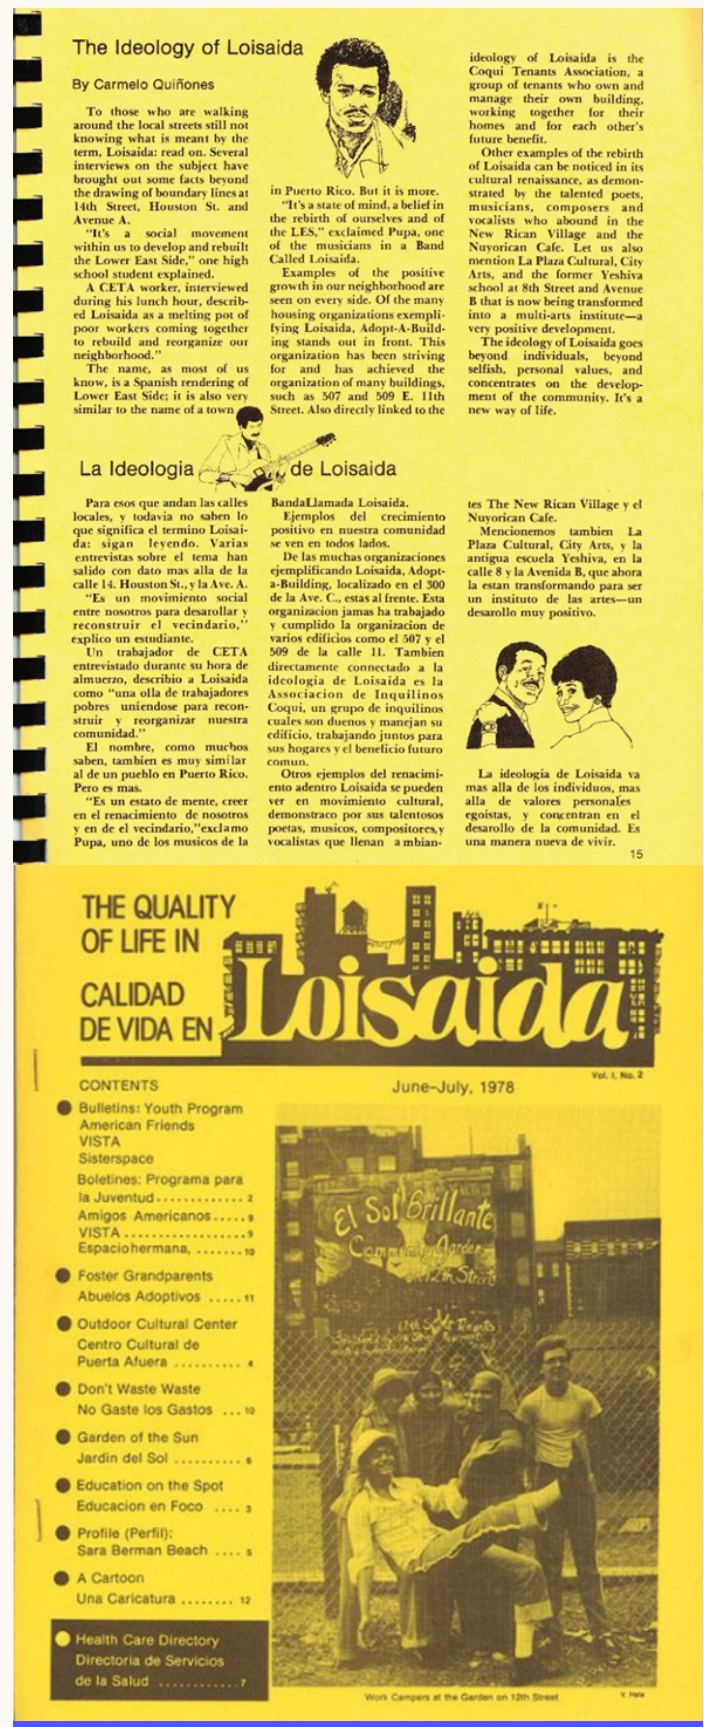 The Ideology of Loisaida
By Carmelo Quiñones
To those who are walking
around the local streets still not
knowing what is meant by the
term, Loisaida: read on. Several
interviews on the subject have
brought out some facts beyond
the drawing of boundary lines at
14th Street, Houston St. and
Avenue A.
"It's a social movement
within us to develop and rebuilt
the Lower East Side," one high
school student explained.
A CETA worker, interviewed
during his lunch hour, describ-
ed Loisaida as a melting pot of
poor workers coming together
to rebuild and reorganize our
neighborhood."
The name, as most of us
know, is a Spanish rendering of
Lower East Side; it is also very
similar to the name of a town
in Puerto Rico. But it is more.
"It's a state of mind, a belief in
the rebirth of ourselves and of
the LES," exclaimed Pupa, one
of the musicians in a Band
Called Loisaida.
Examples of the positive
growth in our neighborhood are
seen on every side. Of the many
housing organizations exempli-
fying Loisaida, Adopt-A-Build-
ing stands out in front. This
organization has been striving
for and has achieved the
organization of many buildings,
such as 507 and 509 E. 11th
Street. Also directly linked to the
ideology of Loisaida is the
Coqui Tenants Association, a
group of tenants who own and
manage their own building,
working together for their
homes and for each other's
future benefit.
Other examples of the rebirth
of Loisaida can be noticed in its
cultural renaissance, as demon-
strated by the talented poets,
musicians, composers and
vocalists who abound in the
New Rican Village and the
Nuyorican Cafe. Let us also
mention La Plaza Cultural, City
Arts, and the former Yeshiva
school at 8th Street and Avenue
B that is now being transformed
into a multi-arts institute—a
very positive development.
The ideology of Loisaida goes
beyond individuals, beyond
selfish, personal values, and
concentrates on the develop-
ment of the community. It's a
new way of life.
La Ideologia de Loisaida
Para esos que andan las calles
locales, y todavia no saben lo
que significa el termino Loisai-
da: sigan leyendo. Varias
entrevistas sobre el tema han
salido con dato mas alla de la
calle 14. Houston St., y la Ave. A.
"Es un movimiento social
entre nosotros para desarollar y
reconstruir el vecindario,"
explico un estudiante.
Un trabajador de CETA
entrevistado durante su hora de
almuerzo, describio a Loisaida
como "una olla de trabajadores
pobres uniendose para recon-
struir y reorganizar nuestra
comunidad."
El nombre, como muchos
saben, tambien es muy similar
al de un pueblo en Puerto Rico.
Pero es mas.
"Es un estato de mente, creer
en el renacimiento de nosotros
y en de el vecindario,"exclamo
Pupa, uno de los musicos de la
BandaLlamada Loisaida.
Ejemplos del crecimiento
positivo en nuestra comunidad
se ven en todos lados.
De las muchas organizaciones
ejemplificando Loisaida, Adopt-
a-Building, localizado en el 300
de la Ave. C., estas al frente. Esta
organizacion jamas ha trabajado
y cumplido la organizacion de
varios edificios como el 507 y el
509 de la calle 11. Tambien
directamente connectado a la
ideologia de Loisaida es la
Associacion de Inquilinos
Coqui, un grupo de inquilinos
cuales son duenos y manejan su
edificio, trabajando juntos para
sus hogares y el beneficio futuro
comun.
Otros ejemplos del renacimi-
ento adentro Loisaida se pueden
ver en movimiento cultural,
demonstraco por sus talentosos
poetas, musicos, compositores,y
vocalistas que llenan ambian-
tes The New Rican Village y el
Nuyorican Cafe.
Mencionemos tambien La
Plaza Cultural, City Arts, y la
antigua escuela Yeshiva, en la
calle 8 y la Avenida B, que ahora
la estan transformando para ser
un instituto de las artes—un
desarollo muy positivo.
La ideologia de Loisaida va
mas alla de los individuos, mas
alla de valores personales
egoistas, y concentran en el
desarollo de la comunidad. Es
una manera nueva de vivir.
15
THE QUALITY
OF LIFE IN
CALIDAD
DE VIDA EN
Loisaida
Vol. I, No. 2
June–July, 1978
CONTENTS
Bulletins: Youth Program
American Friends
VISTA
Sisterspace
Boletines: Programa para
la Juventud ............. 2
Amigos Americanos ..... 9
VISTA .................. 9
Espaciohermana, ....... 10
Foster Grandparents
Abuelos Adoptivos ..... 11
Outdoor Cultural Center
Centro Cultural de
Puerta Afuera .......... 4
Don't Waste Waste
No Gaste los Gastos ... 10
Garden of the Sun
Jardin del Sol .......... 6
Education on the Spot
Educacion en Foco .... 3
Profile (Perfil):
Sara Berman Beach .... 5
A Cartoon
Una Caricatura ........ 12
Health Care Directory
Directoria de Servicios
de la Salud ............ 7
El Sol Brillante
Community Garden
12th Street
Work Campers at the Garden on 12th Street
V. Hale